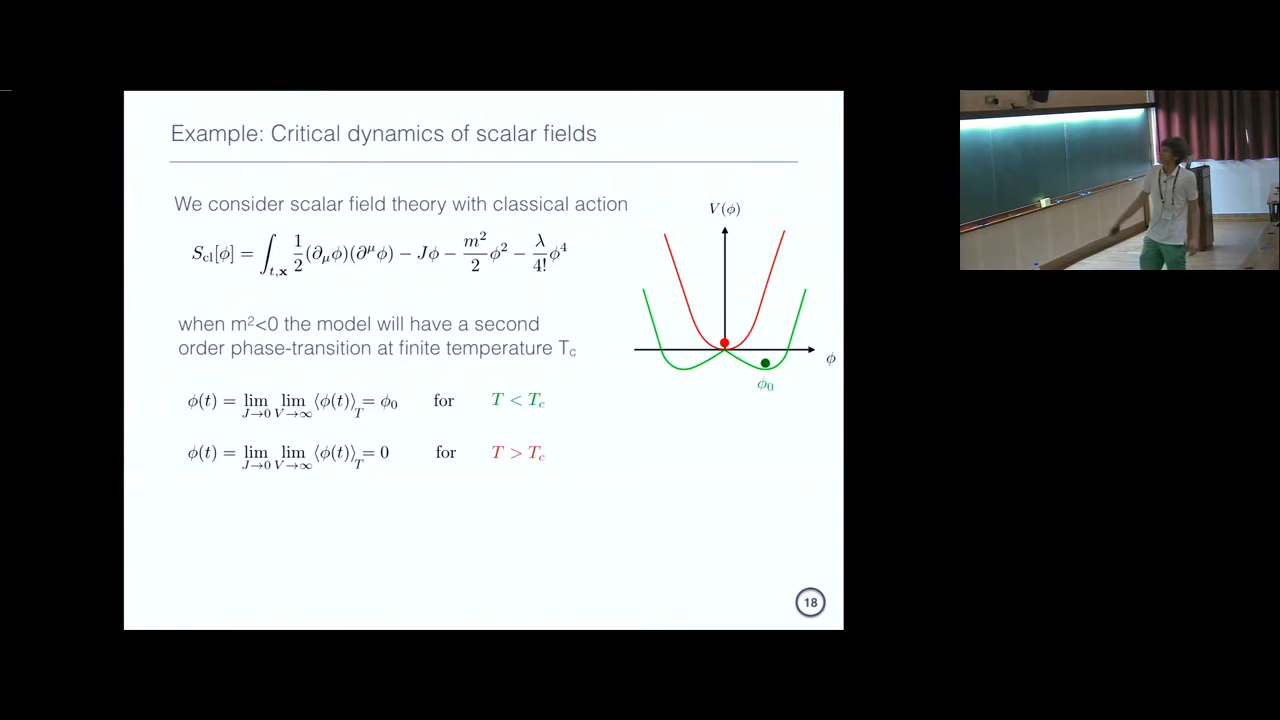 Example: Critical dynamics of scalar fields
We consider scalar field theory with classical action
S_cl[ϕ] = ∫_{t,x} 1/2 (∂_μϕ)(∂^μϕ) − Jϕ − m²/2 ϕ² − λ/4! ϕ⁴
V(ϕ)
ϕ
ϕ₀
when m²<0 the model will have a second
order phase-transition at finite temperature T_c
ϕ(t) = lim_{J→0} lim_{V→∞} ⟨ϕ(t)⟩_T = ϕ₀ for T < T_c
ϕ(t) = lim_{J→0} lim_{V→∞} ⟨ϕ(t)⟩_T = 0 for T > T_c
18